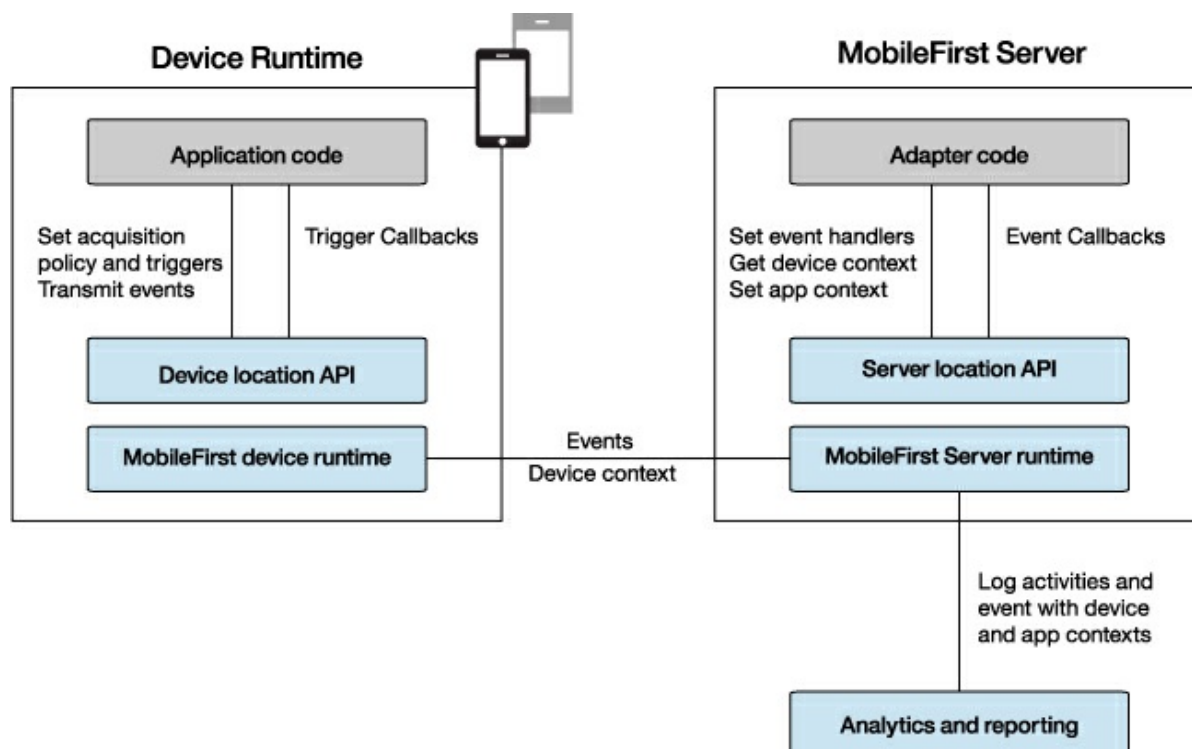 Device Runtime
MobileFirst Server
Application code
Adapter code
Set acquisition
policy and triggers
Transmit events
Trigger Callbacks
Set event handlers
Get device context
Set app context
Event Callbacks
Device location API
Server location API
MobileFirst device runtime
Events
Device context
MobileFirst Server runtime
Log activities and
event with device
and app contexts
Analytics and reporting